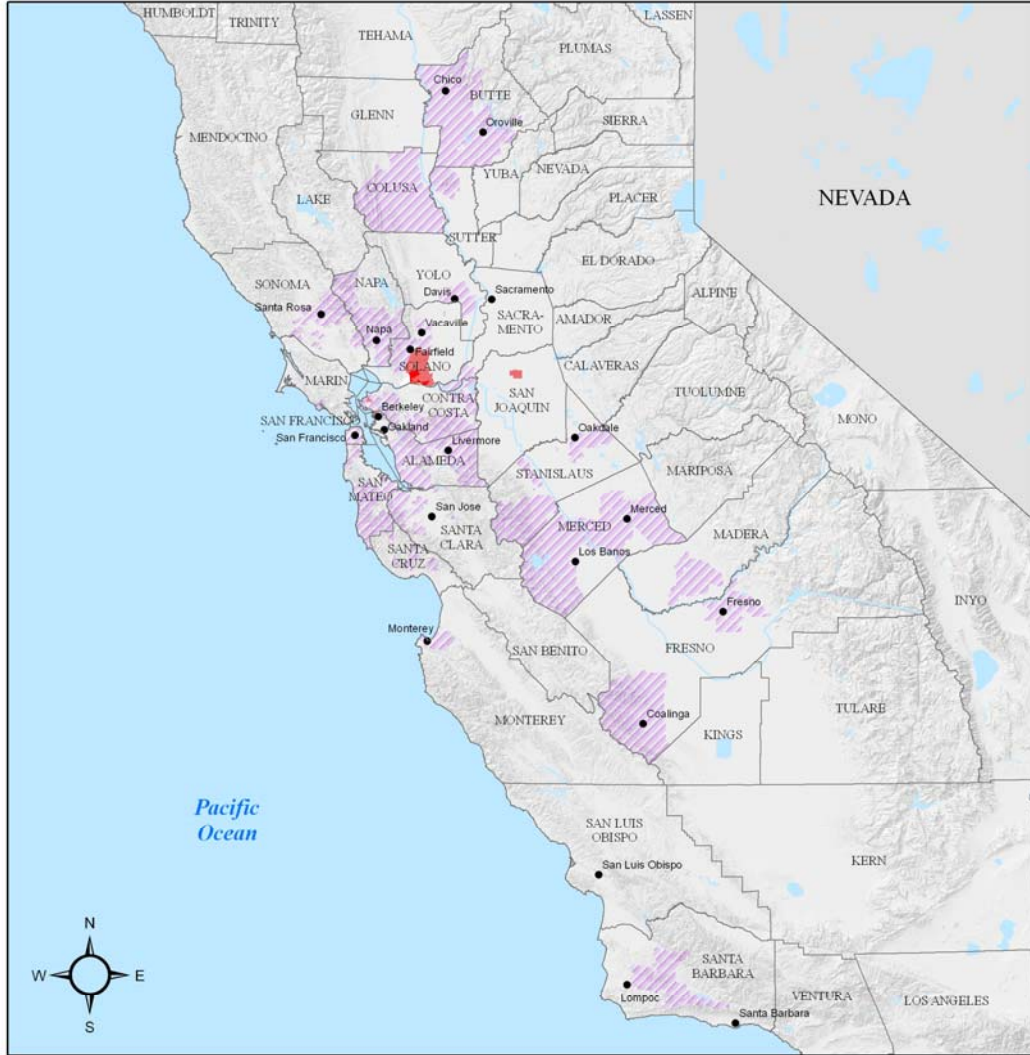 HUMBOLDT
TRINITY
LASSEN
TEHAMA
PLUMAS
Chico
BUTTE
GLENN
Oroville
SIERRA
MENDOCINO
NEVADA
YUBA
COLUSA
PLACER
LAKE
NEVADA
SUTTER
EL DORADO
YOLO
SONOMA
NAPA
ALPINE
Davis
Sacramento
Santa Rosa
SACRA-
MENTO
AMADOR
Vacaville
Napa
Fairfield
SOLANO
CALAVERAS
MARIN
TUOLUMNE
SAN
JOAQUIN
CONTRA
COSTA
MONO
Berkeley
SAN FRANCISCO
Oakland
San Francisco
Oakdale
Livermore
ALAMEDA
STANISLAUS
MARIPOSA
SAN
MATEO
San Jose
Merced
MERCED
SANTA
CLARA
MADERA
SANTA
CRUZ
Los Banos
INYO
Fresno
Monterey
FRESNO
SAN BENITO
TULARE
MONTEREY
Coalinga
KINGS
Pacific
Ocean
SAN LUIS
OBISPO
KERN
San Luis Obispo
N
W
E
S
SANTA
BARBARA
Lompoc
VENTURA
LOS ANGELES
Santa Barbara